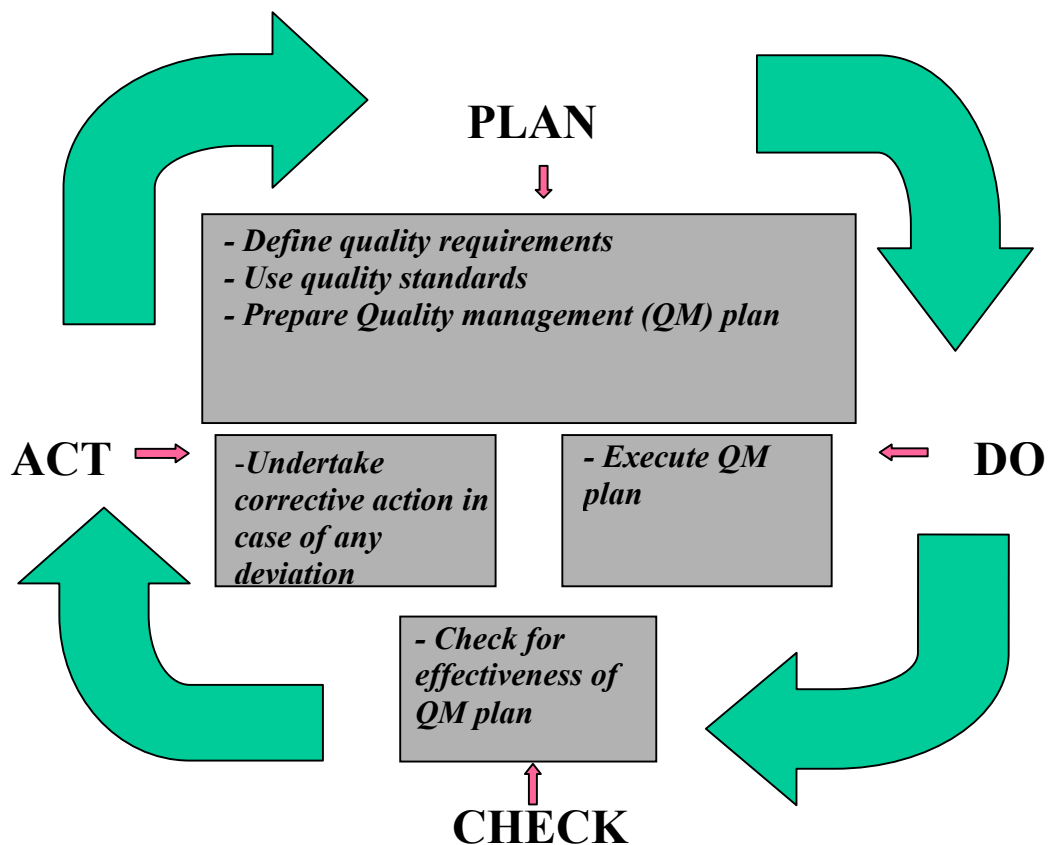 PLAN
- Define quality requirements
- Use quality standards
- Prepare Quality management (QM) plan
ACT
-Undertake
corrective action in
case of any
deviation
- Execute QM
plan
DO
- Check for
effectiveness of
QM plan
CHECK